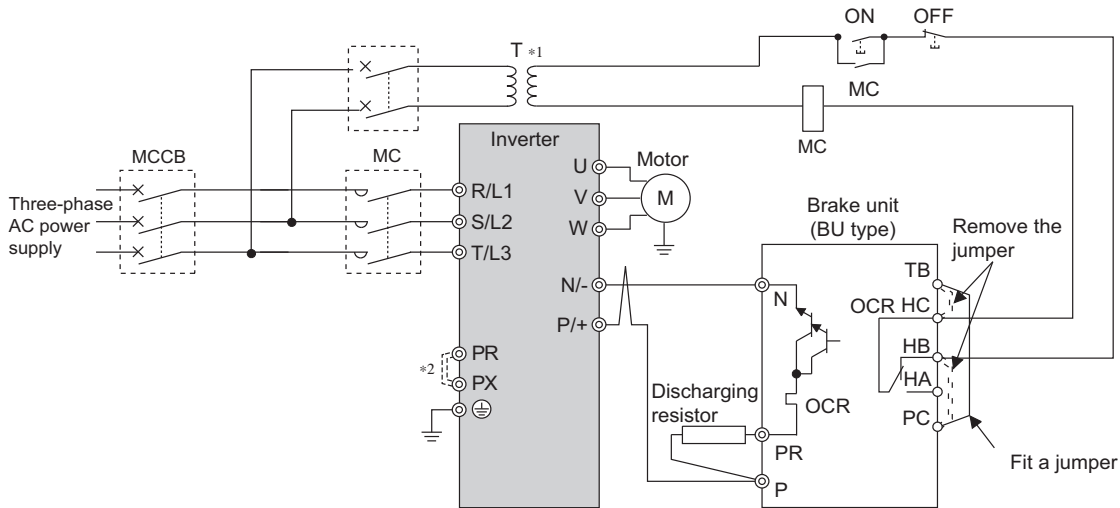 ON
OFF
T *1
MC
MC
Inverter
MCCB
MC
Three-phase
AC power
supply
R/L1
S/L2
T/L3
U
V
W
Motor
M
N/-
P/+
*2
PR
PX
Brake unit
(BU type)
Remove the
jumper
TB
N
OCR
HC
HB
HA
PC
Discharging
resistor
OCR
PR
P
Fit a jumper